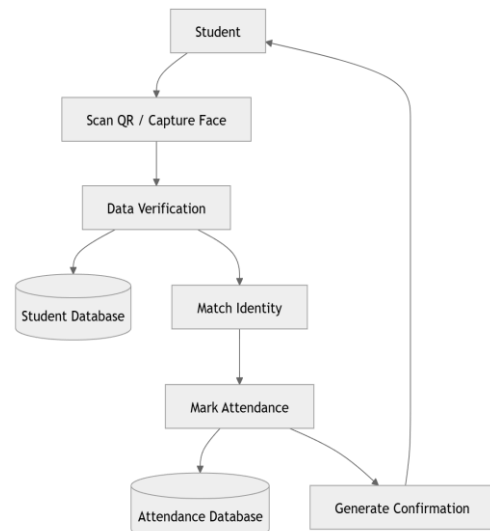 Student
Scan QR / Capture Face
Data Verification
Student Database
Match Identity
Mark Attendance
Attendance Database
Generate Confirmation